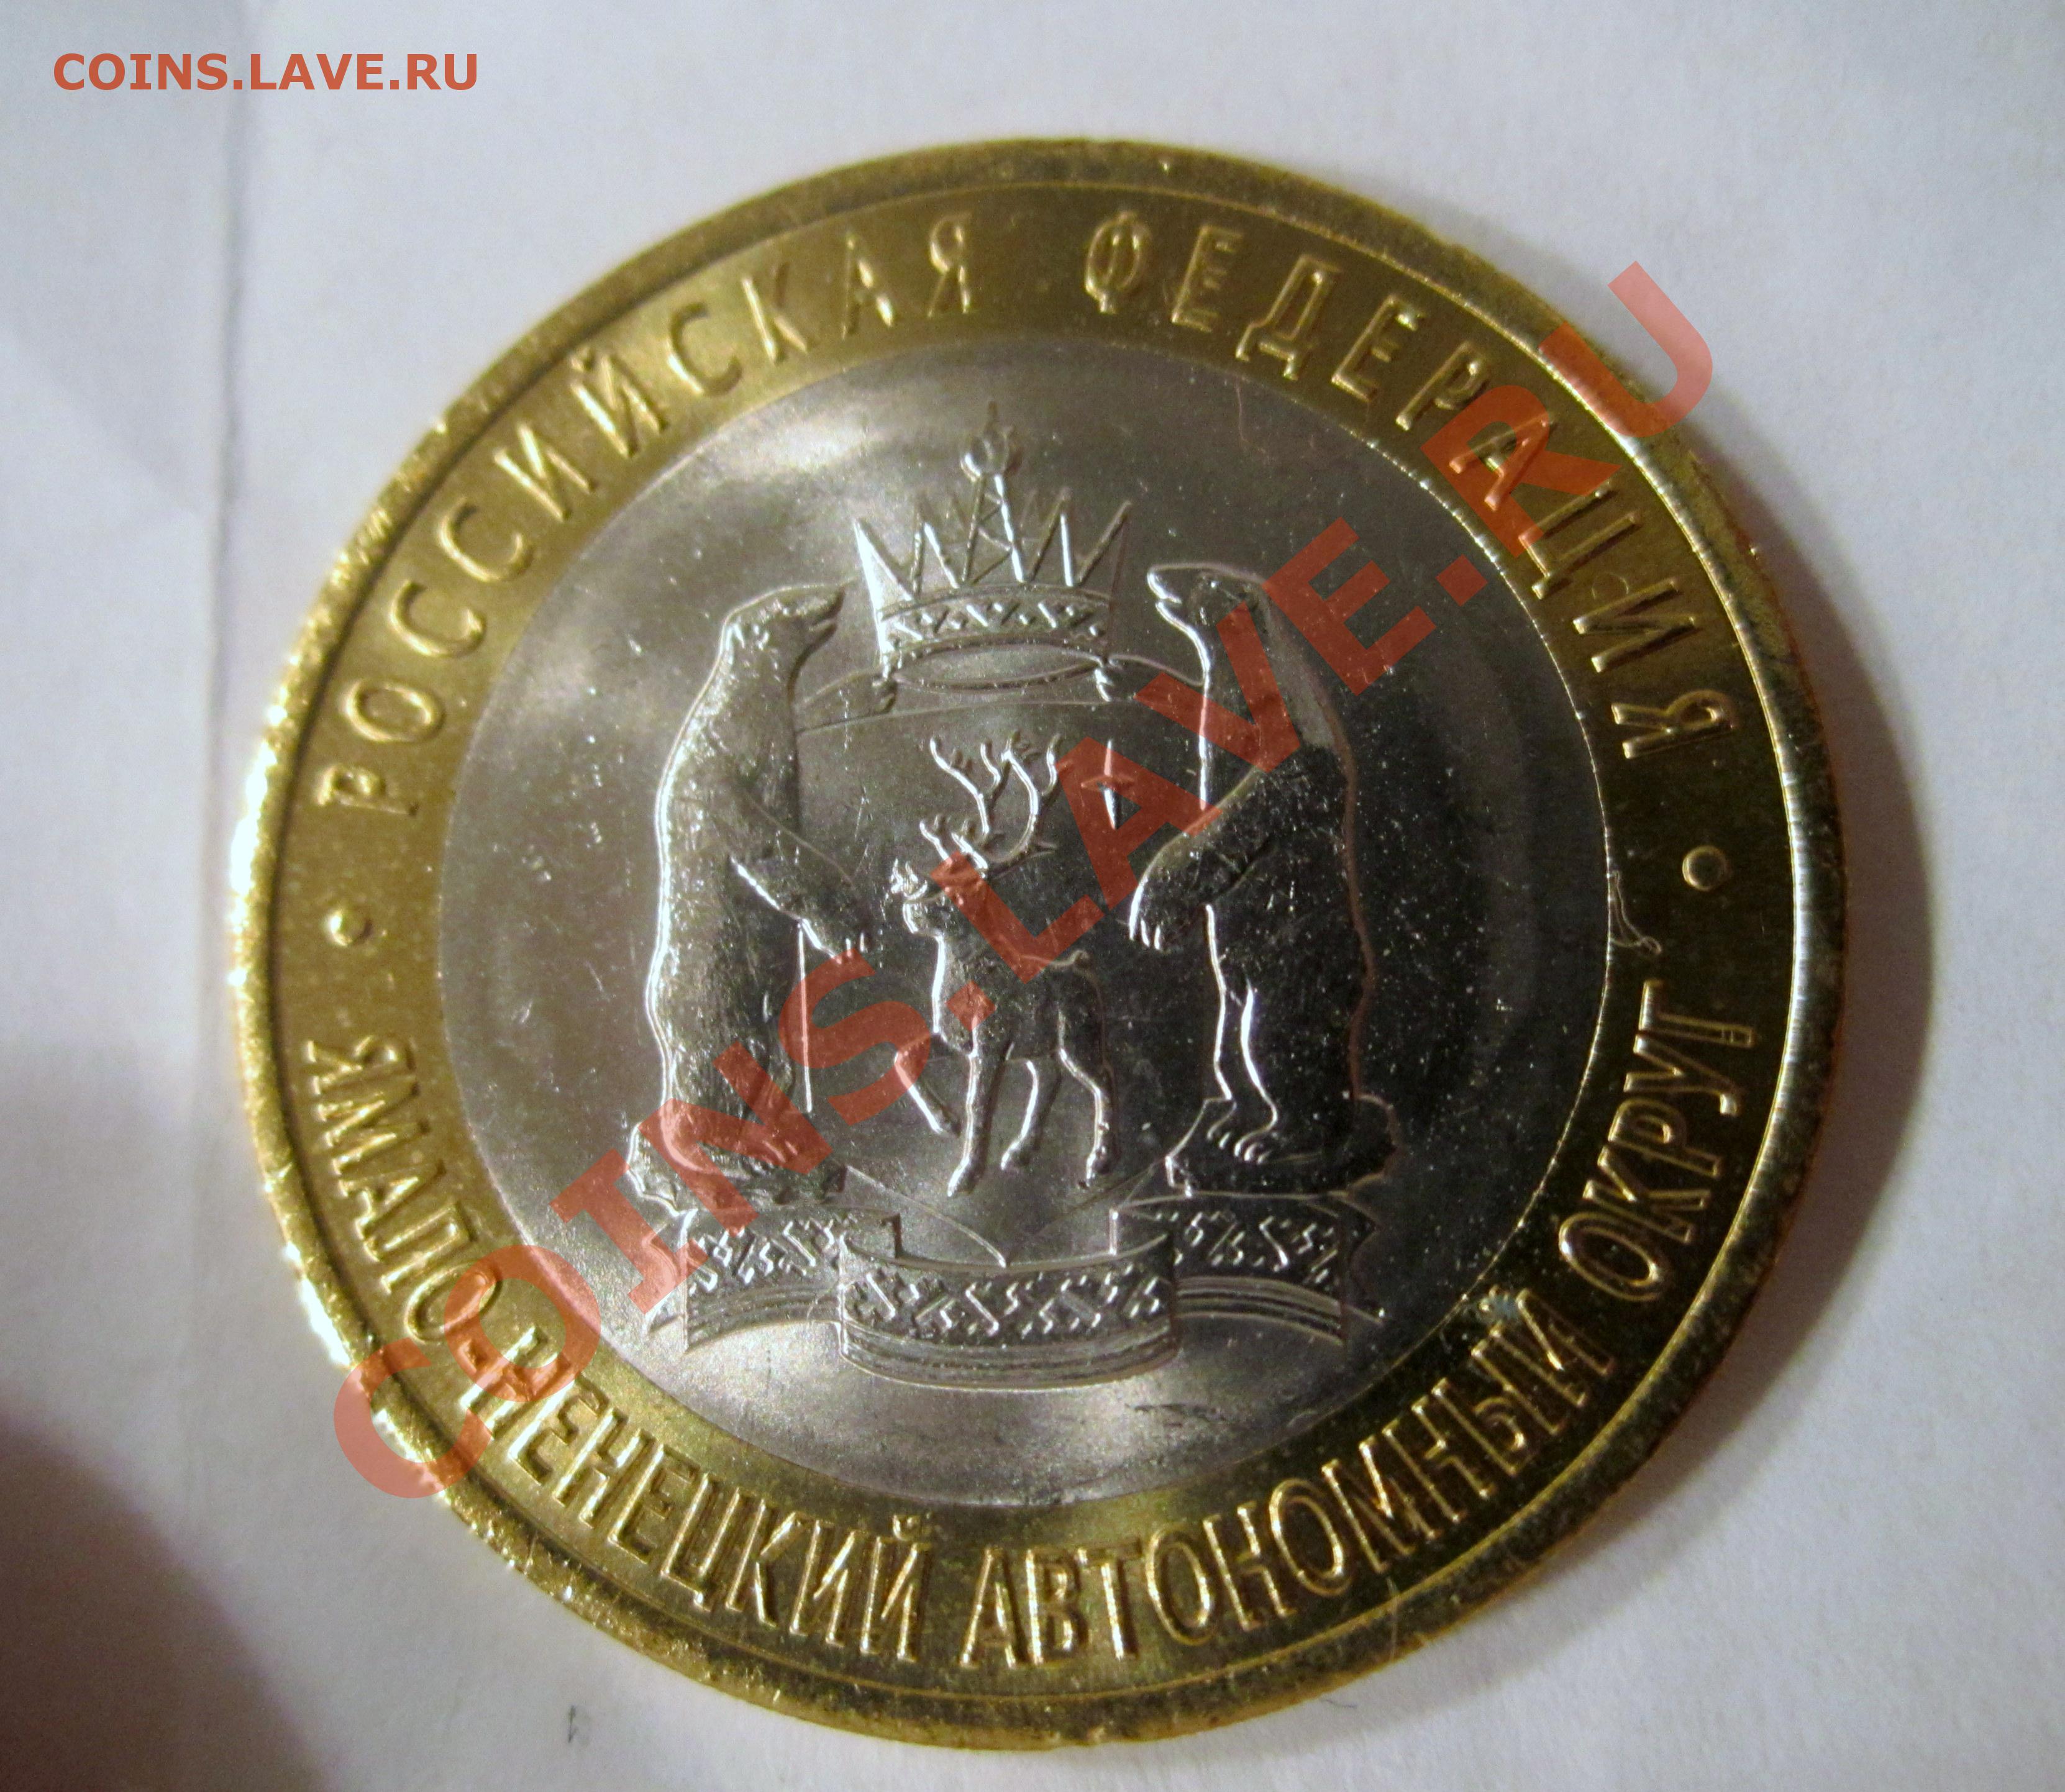 COINS.LAVE.RU
РОССИЙСКАЯ ФЕДЕРАЦИЯ
ЯМАЛО-НЕНЕЦКИЙ АВТОНОМНЫЙ ОКРУГ
COINS.LAVE.RU